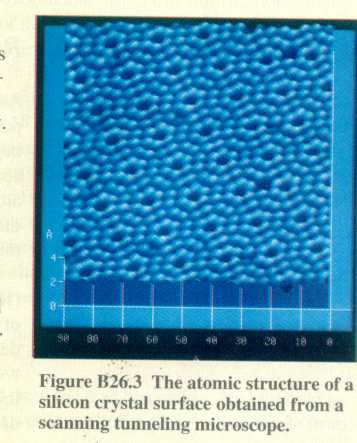 s
-
.
A
4
2
0
90 80 70 60 50 40 30 20 10 0
Figure B26.3 The atomic structure of a
silicon crystal surface obtained from a
scanning tunneling microscope.